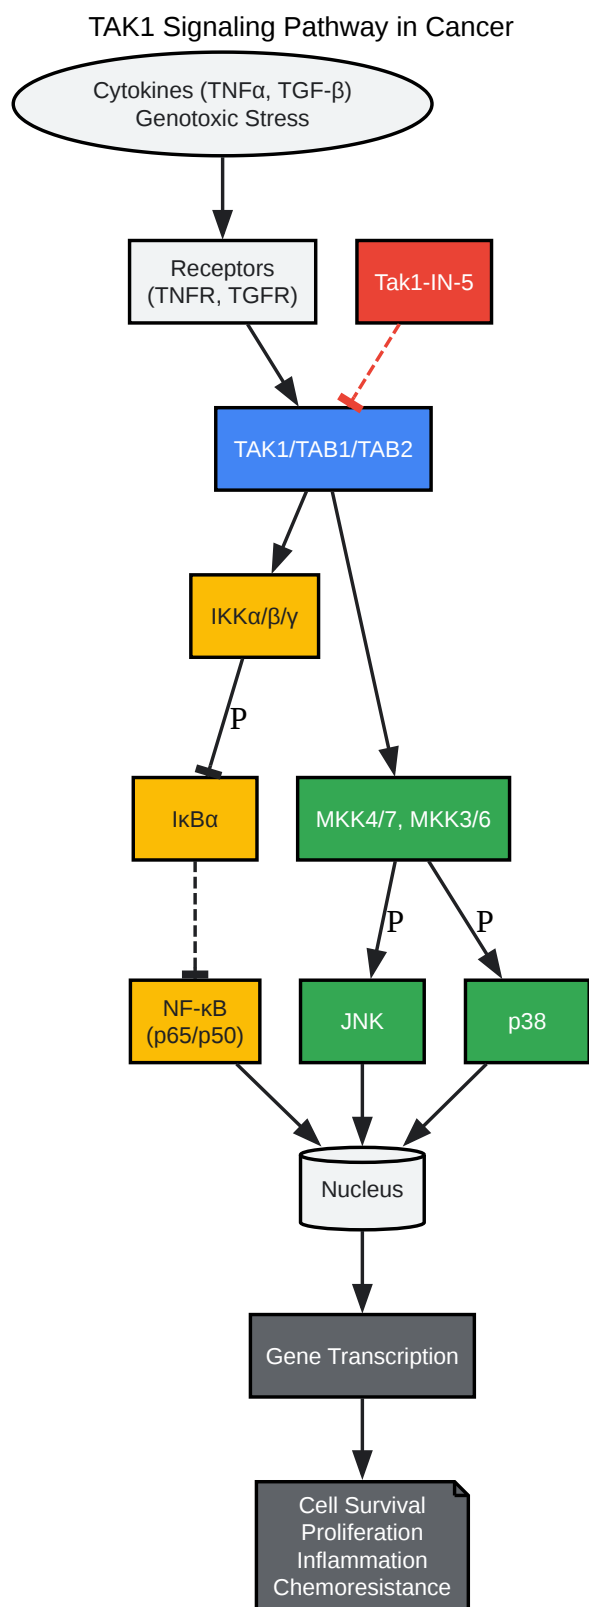 TAK1 Signaling Pathway in Cancer
Cytokines (TNFα, TGF-β)
Genotoxic Stress
Receptors
(TNFR, TGFR)
Tak1-IN-5
TAK1/TAB1/TAB2
IKKα/β/γ
P
IκBα
MKK4/7, MKK3/6
P
P
NF-κB
(p65/p50)
JNK
p38
Nucleus
Gene Transcription
Cell Survival
Proliferation
Inflammation
Chemoresistance